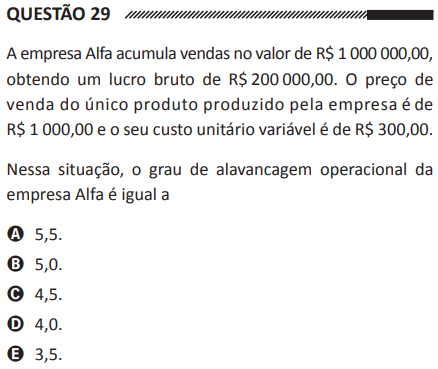 QUESTÃO 29
A empresa Alfa acumula vendas no valor de R$ 1 000 000,00,
obtendo um lucro bruto de R$ 200 000,00. O preço de
venda do único produto produzido pela empresa é de
R$ 1 000,00 e o seu custo unitário variável é de R$ 300,00.
Nessa situação, o grau de alavancagem operacional da
empresa Alfa é igual a
A 5,5.
B 5,0.
C 4,5.
D 4,0.
E 3,5.